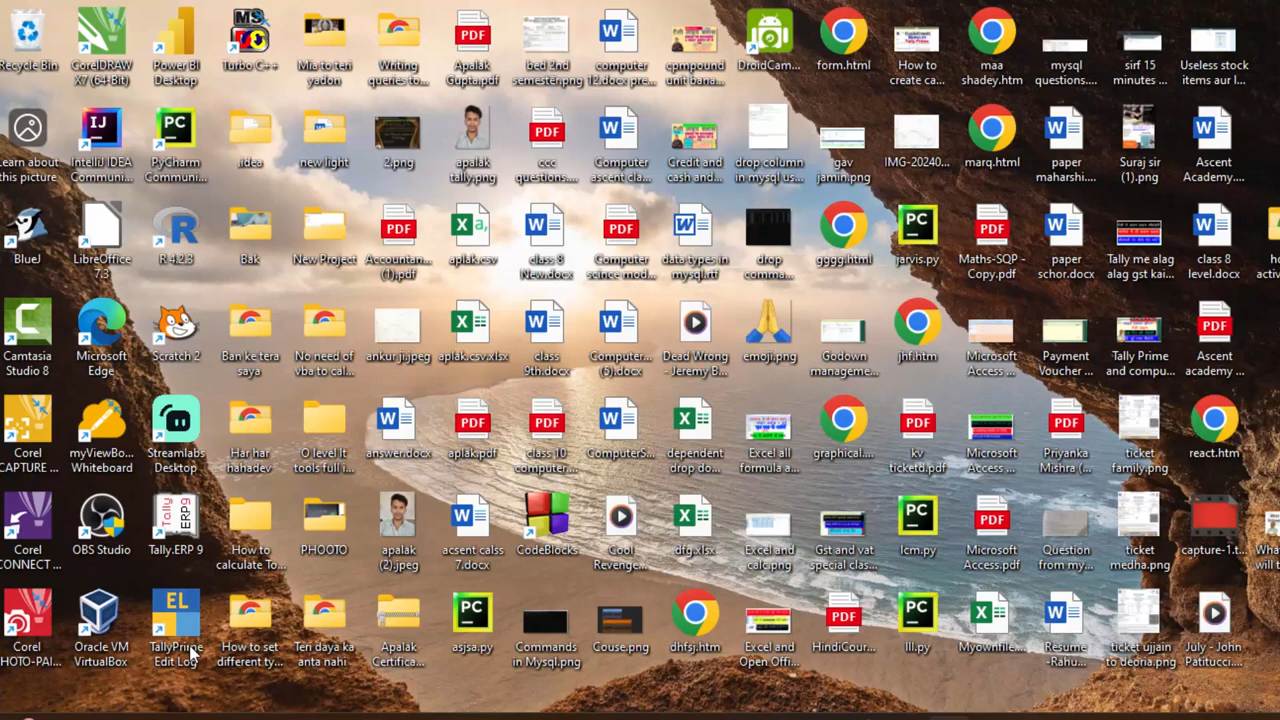 Recycle Bin
CorelDRAW
X7 (64-Bit)
Power BI
Desktop
Turbo C++
Mia to teri
yadon
Writing
queries to...
Apalak
Gupta.pdf
bed 2nd
semester.png
computer
12.docx pre...
cpmpound
unit bana...
DroidCam...
form.html
How to
create ca...
maa
shadey.htm
mysql
questions....
sirf 15
minutes ...
Useless stock
items aur l...
Learn about
this picture
IntelliJ IDEA
Communi...
PyCharm
Communi...
idea
new light
2.png
apalak
tally.png
ccc
questions....
Computer
ascent cla...
Credit and
cash and...
drop column
in mysql us...
gav
jamin.png
IMG-20240...
marq.html
paper
maharshi....
Suraj sir
(1).png
Ascent
Academy....
BlueJ
LibreOffice
7.3
R 4.2.3
Bak
New Project
Accountan...
(1).pdf
aplak.csv
class 8
New.docx
Computer
scince mod...
data types in
mysql.rtf
drop
comma...
gggg.html
jarvis.py
Maths-SQP -
Copy.pdf
paper
schor.docx
Tally me alag
alag gst kai...
class 8
level.docx
Camtasia
Studio 8
Microsoft
Edge
Scratch 2
Ban ke tera
saya
No need of
vba to cal...
ankur ji.jpeg
aplak.csv.xlsx
class
9th.docx
Computer...
(5).docx
Dead Wrong
- Jeremy B...
emoji.png
Godown
manageme...
jhf.htm
Microsoft
Access ...
Payment
Voucher ...
Tally Prime
and compu...
Ascent
academy ...
Corel
CAPTURE ...
myViewBo...
Whiteboard
Streamlabs
Desktop
Har har
hahadev
O level It
tools full i...
answer.docx
aplak.pdf
class 10
computer....
ComputerS...
dependent
drop do...
Excel all
formula a...
graphical....
kv
ticketd.pdf
Microsoft
Access ...
Priyanka
Mishra (...
ticket
family.png
react.htm
Corel
CONNECT ...
OBS Studio
Tally.ERP 9
How to
calculate To...
PHOOTO
apalak
(2).jpeg
acsent calss
7.docx
CodeBlocks
Cool
Revenge...
dfg.xlsx
Excel and
calc.png
Gst and vat
special clas...
lcm.py
Microsoft
Access.pdf
Question
from my...
ticket
medha.png
capture-1.t...
Corel
Oracle VM
VirtualBox
TallyPrime
Edit Log
How to set
different ty...
Teri daya ka
anta nahi
Apalak
Certifica...
asjsa.py
Commands
in Mysql.png
Couse.png
dhfsj.htm
Excel and
Open Offi...
HindiCour...
lll.py
Myownfile...
Resume
-Rahu...
ticket ujjain
to deoria.png
July - John
Patitucci....